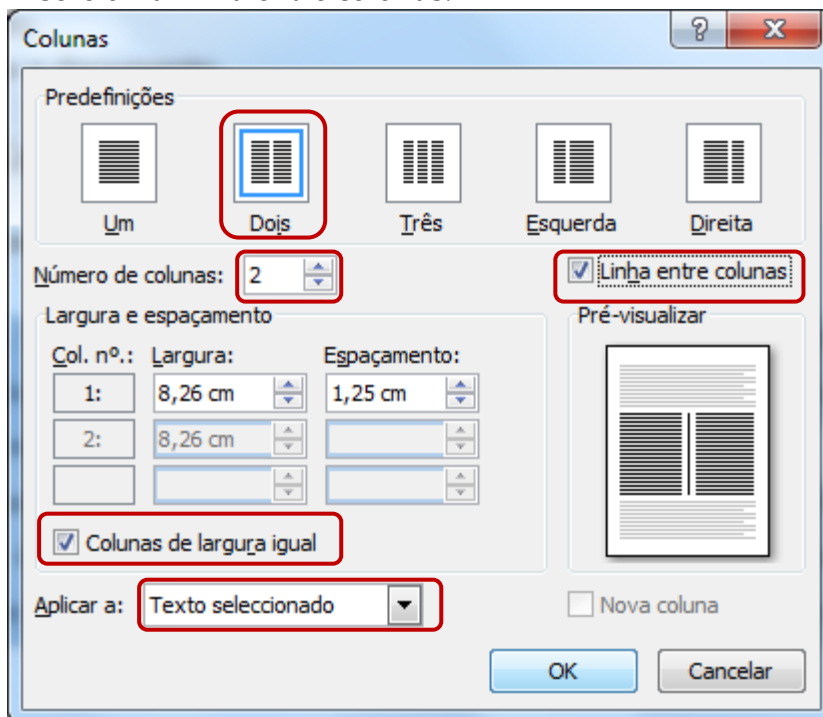 Colunas
Predefinições
Um Dois Três Esquerda Direita
Número de colunas: 2 Linha entre colunas
Largura e espaçamento Pré-visualizar
Col. nº.: Largura: Espaçamento:
1: 8,26 cm 1,25 cm
2: 8,26 cm
Colunas de largura igual
Aplicar a: Texto seleccionado Nova coluna
OK Cancelar